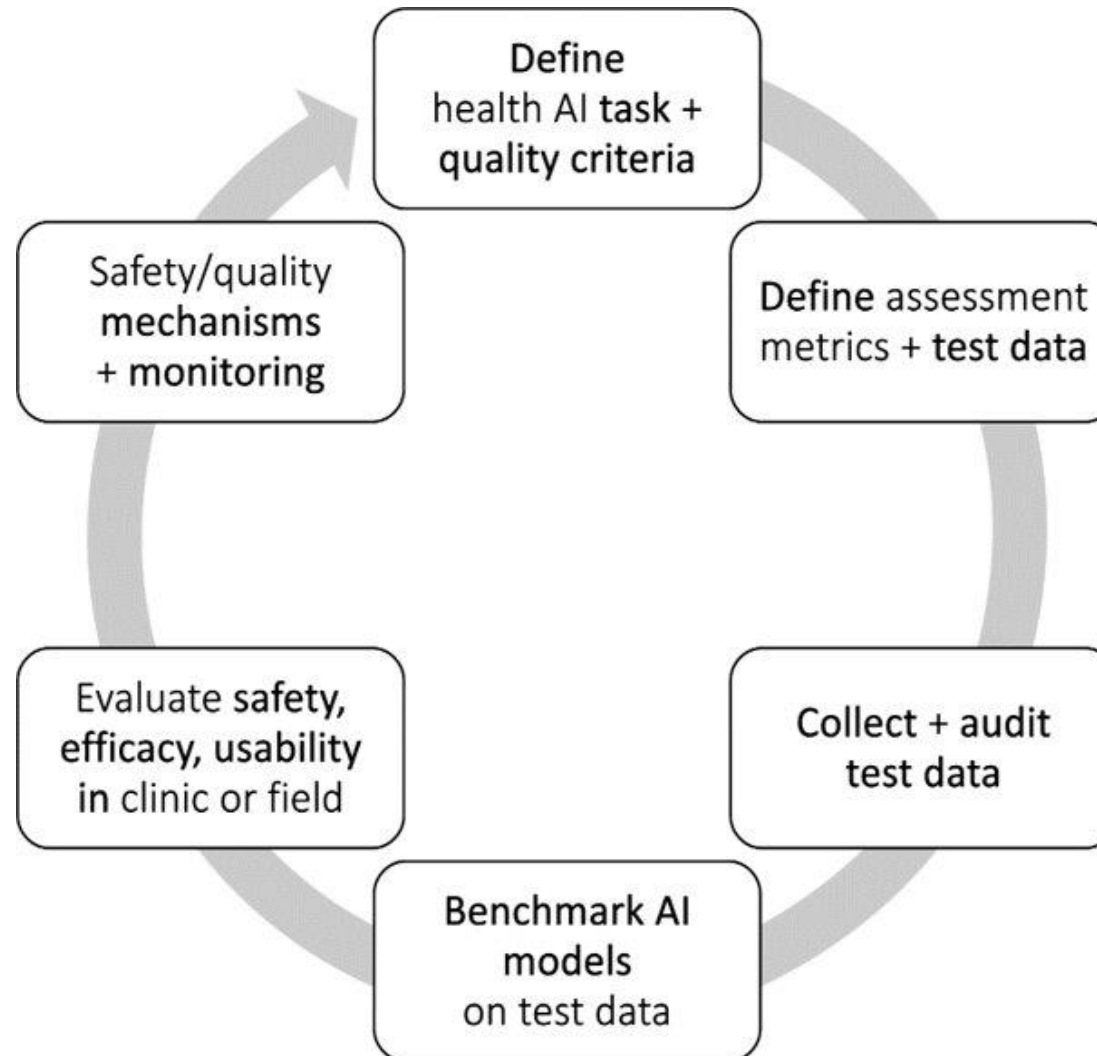 Define
health AI task +
quality criteria
Define assessment
metrics + test data
Collect + audit
test data
Benchmark AI
models
on test data
Evaluate safety,
efficacy, usability
in clinic or field
Safety/quality
mechanisms
+ monitoring